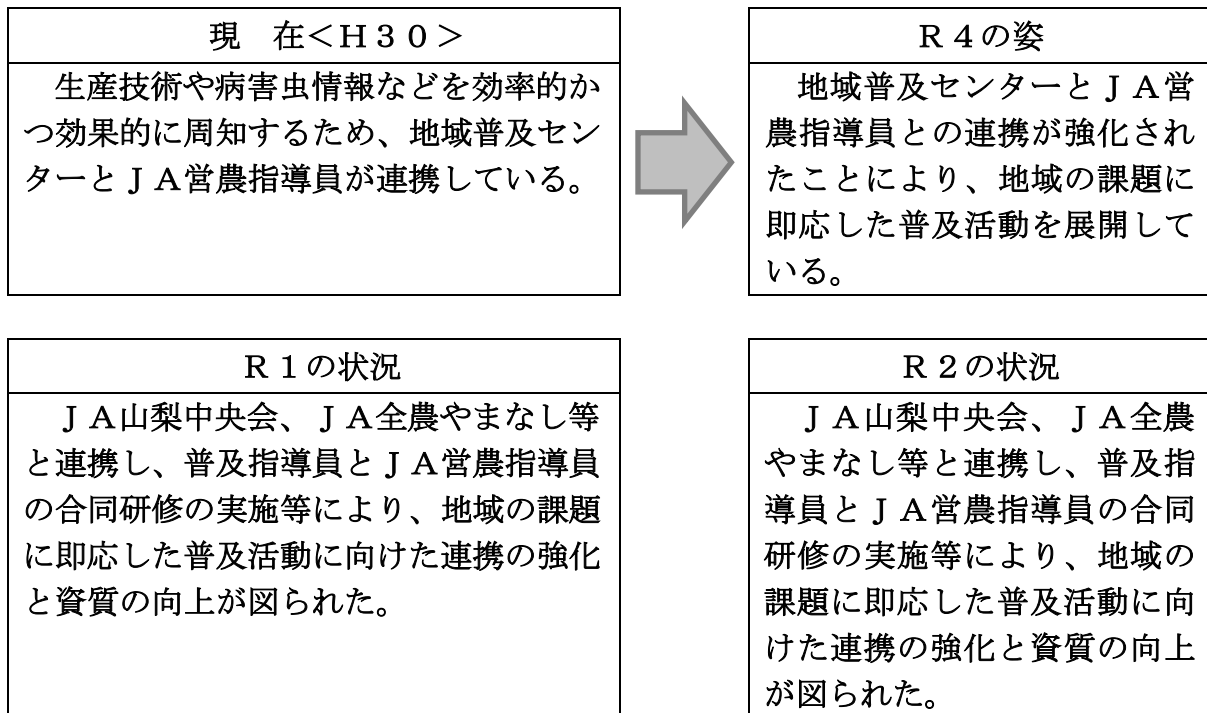 現　在＜Ｈ３０＞
　生産技術や病害虫情報などを効率的か
つ効果的に周知するため、地域普及セン
ターとＪＡ営農指導員が連携している。
Ｒ４の姿
　地域普及センターとＪＡ営
農指導員との連携が強化され
たことにより、地域の課題に
即応した普及活動を展開して
いる。
Ｒ１の状況
　ＪＡ山梨中央会、ＪＡ全農やまなし等
と連携し、普及指導員とＪＡ営農指導員
の合同研修の実施等により、地域の課題
に即応した普及活動に向けた連携の強化
と資質の向上が図られた。
Ｒ２の状況
　ＪＡ山梨中央会、ＪＡ全農
やまなし等と連携し、普及指
導員とＪＡ営農指導員の合同
研修の実施等により、地域の
課題に即応した普及活動に向
けた連携の強化と資質の向上
が図られた。